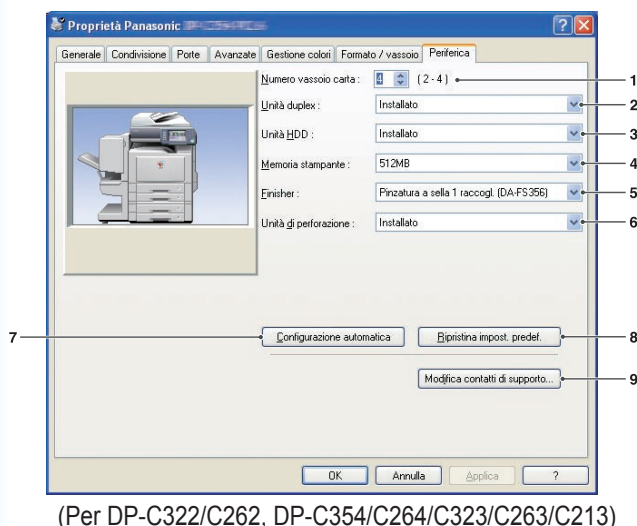 Proprietà Panasonic
Generale Condivisione Porte Avanzate Gestione colori Formato / vassoio Periferica
Numero vassoio carta : 4 ( 2 - 4 ) 1
Unità duplex : Installato 2
Unità HDD : Installato 3
Memoria stampante : 512MB 4
Finisher : Pinzatura a sella 1 raccogl. (DA-FS356) 5
Unità di perforazione : Installato 6
7 Configurazione automatica Ripristina impost. predef. 8
Modifica contatti di supporto... 9
OK Annulla Applica ?
(Per DP-C322/C262, DP-C354/C264/C323/C263/C213)